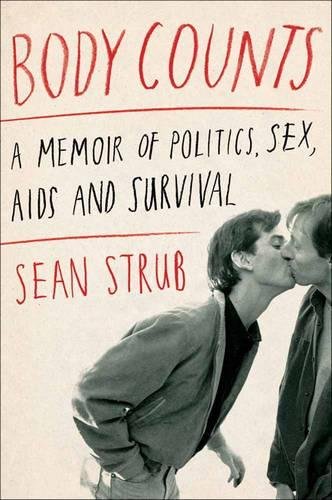 BODY COUNTS
A MEMOIR OF POLITICS, SEX,
AIDS AND SURVIVAL
SEAN STRUB